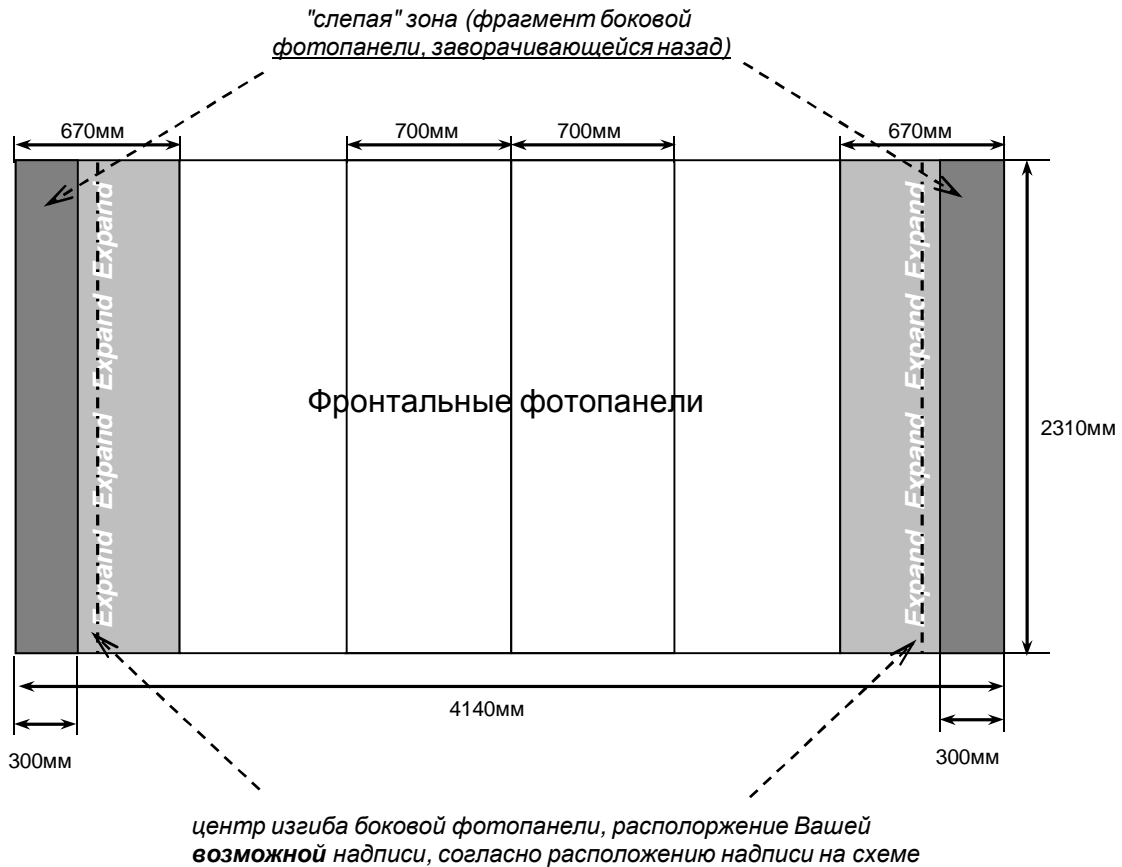 "слепая" зона (фрагмент боковой
фотопанели, заворачивающейся назад)
670мм 700мм 700мм 670мм
Expand Expand Expand Expand
Expand Expand Expand Expand
Фронтальные фотопанели
2310мм
4140мм
300мм 300мм
центр изгиба боковой фотопанели, располоржение Вашей
возможной надписи, согласно расположению надписи на схеме